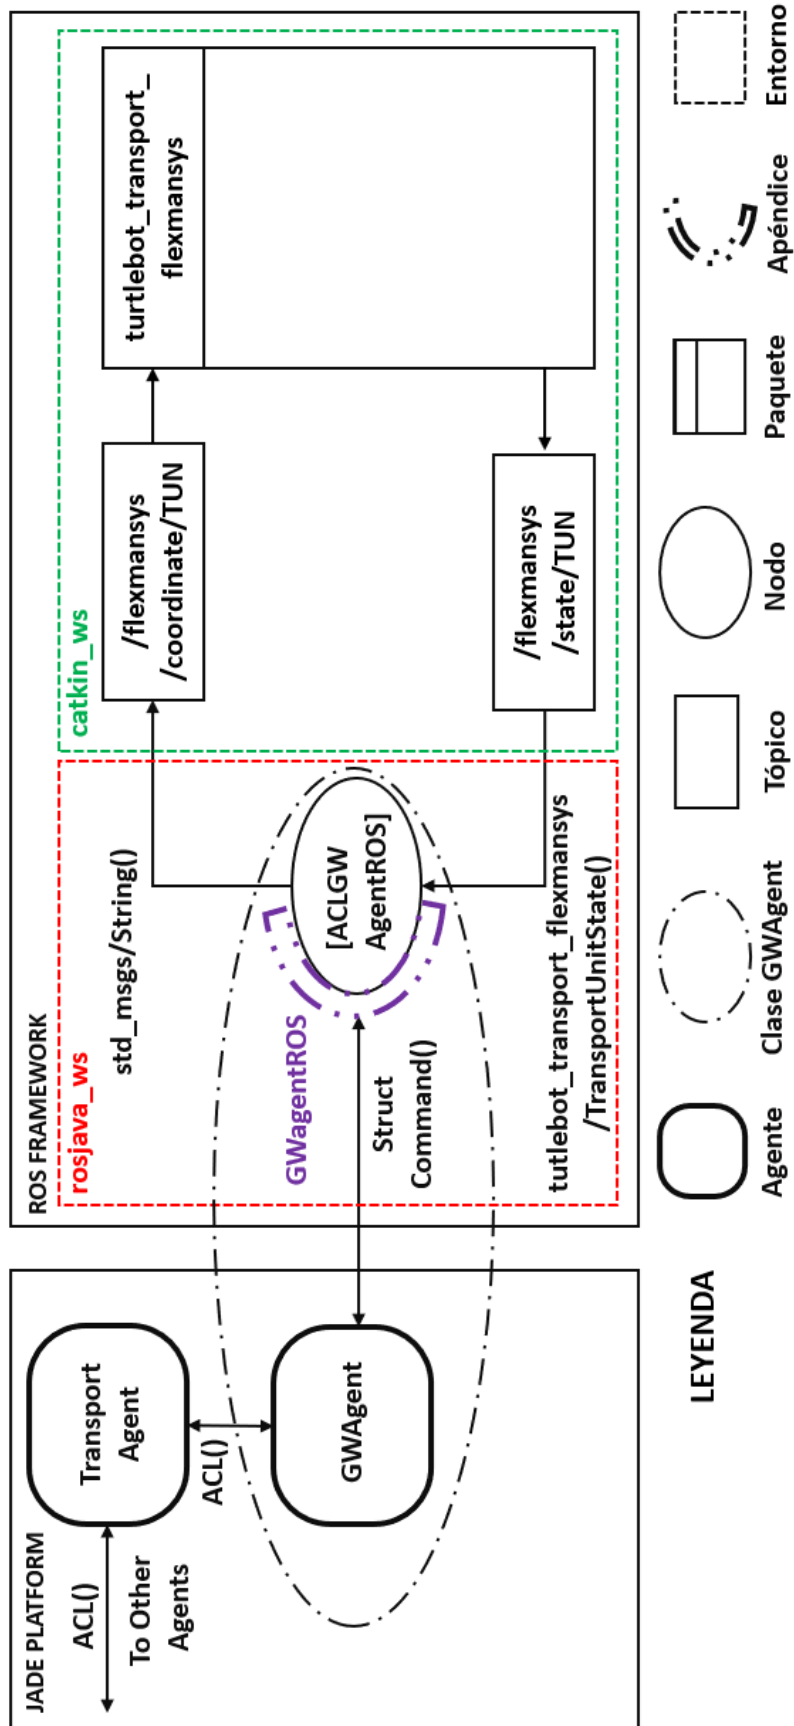 JADE PLATFORM
ACL()
To Other
Agents
Transport
Agent
ACL()
GWAgent
ROS FRAMEWORK
rosjava_ws
std_msgs/String()
GWagentROS
Struct
Command()
[ACLGW
AgentROS]
tutlebot_transport_flexmansys
/TransportUnitState()
catkin_ws
/flexmansys
/coordinate/TUN
/flexmansys
/state/TUN
turtlebot_transport_
flexmansys
LEYENDA
Agente
Clase GWAgent
Tópico
Nodo
Paquete
Apéndice
Entorno